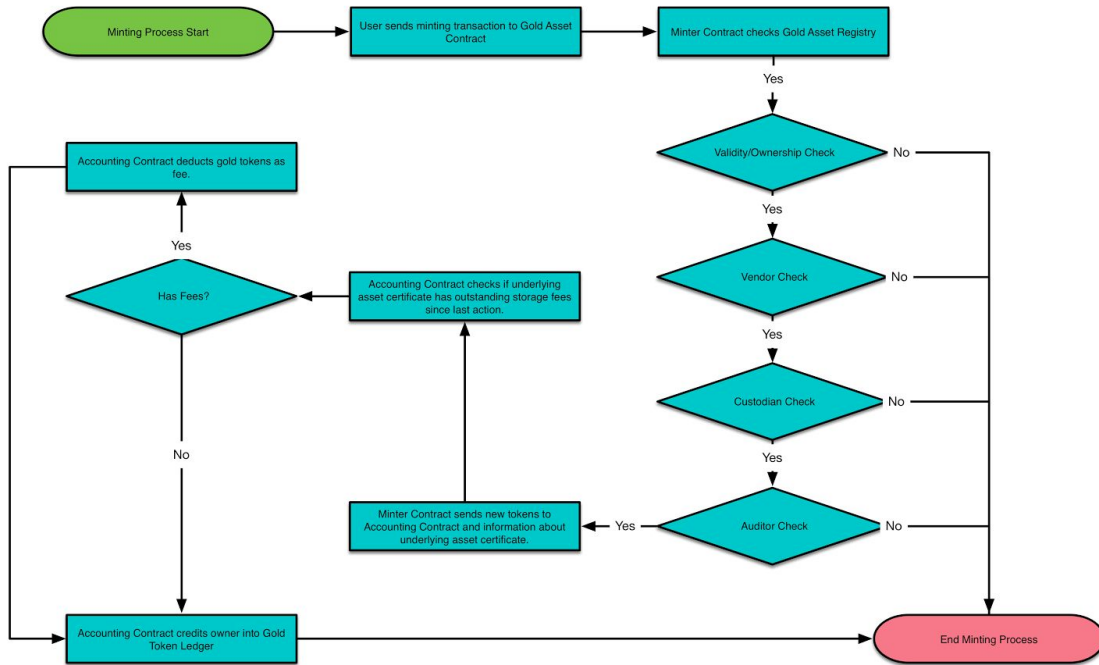 Minting Process Start
User sends minting transaction to Gold Asset
Contract
Minter Contract checks Gold Asset Registry
Yes
Validity/Ownership Check
No
Accounting Contract deducts gold tokens as
fee.
Yes
Yes
Vendor Check
No
Accounting Contract checks if underlying
asset certificate has outstanding storage fees
since last action.
Has Fees?
Yes
Custodian Check
No
No
Yes
Minter Contract sends new tokens to
Accounting Contract and information about
underlying asset certificate.
Yes
Auditor Check
No
Accounting Contract credits owner into Gold
Token Ledger
End Minting Process